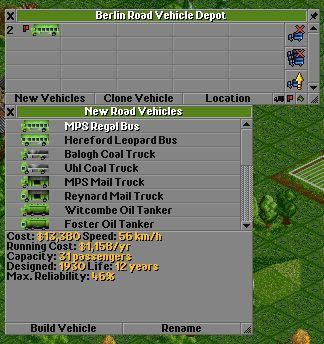 Berlin Road Vehicle Depot
2
New Vehicles Clone Vehicle Location
New Road Vehicles
MPS Regal Bus
Hereford Leopard Bus
Balogh Coal Truck
Uhl Coal Truck
MPS Mail Truck
Reynard Mail Truck
Witcombe Oil Tanker
Foster Oil Tanker
Cost: $13,380 Speed: 56 km/h
Running Cost: $1,158/yr
Capacity: 31 passengers
Designed: 1930 Life: 12 years
Max. Reliability: 46%
Build Vehicle Rename